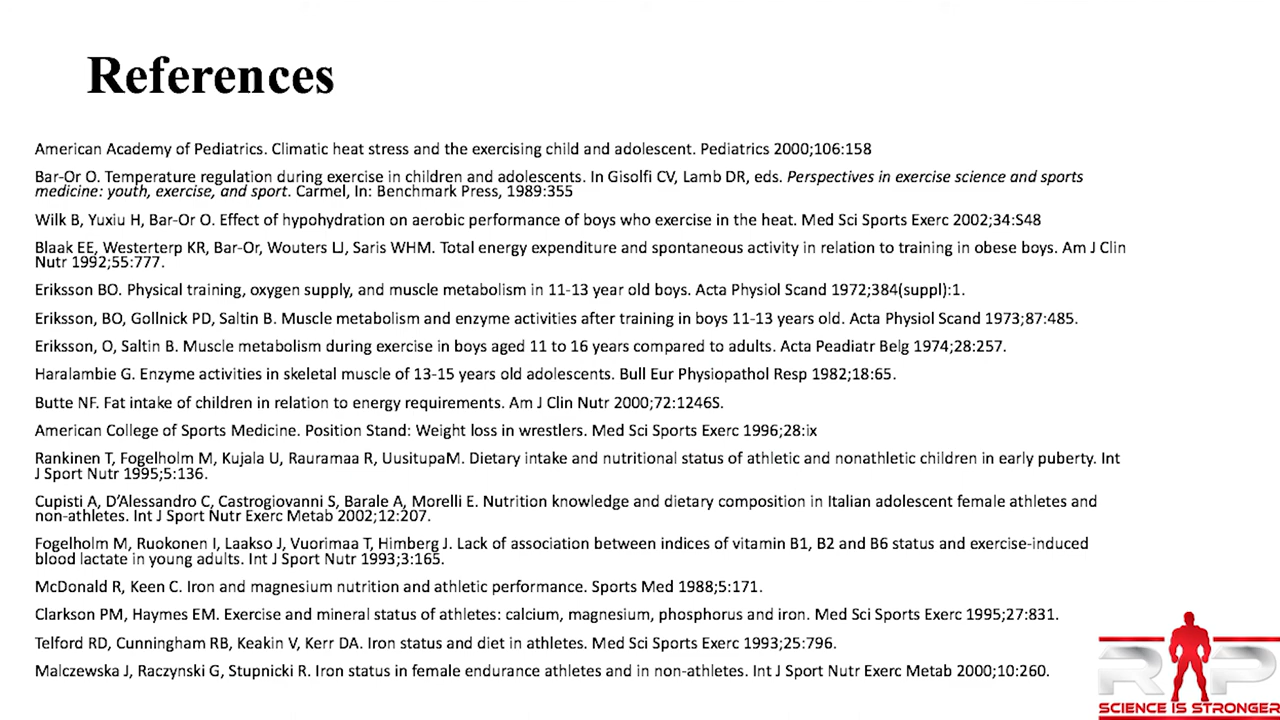 References
American Academy of Pediatrics. Climatic heat stress and the exercising child and adolescent. Pediatrics 2000;106:158
Bar-Or O. Temperature regulation during exercise in children and adolescents. In Gisolfi CV, Lamb DR, eds. Perspectives in exercise science and sports
medicine: youth, exercise, and sport. Carmel, In: Benchmark Press, 1989:355
Wilk B, Yuxiu H, Bar-Or O. Effect of hypohydration on aerobic performance of boys who exercise in the heat. Med Sci Sports Exerc 2002;34:S48
Blaak EE, Westerterp KR, Bar-Or, Wouters LJ, Saris WHM. Total energy expenditure and spontaneous activity in relation to training in obese boys. Am J Clin
Nutr 1992;55:777.
Eriksson BO. Physical training, oxygen supply, and muscle metabolism in 11-13 year old boys. Acta Physiol Scand 1972;384(suppl):1.
Eriksson, BO, Gollnick PD, Saltin B. Muscle metabolism and enzyme activities after training in boys 11-13 years old. Acta Physiol Scand 1973;87:485.
Eriksson, O, Saltin B. Muscle metabolism during exercise in boys aged 11 to 16 years compared to adults. Acta Peadiatr Belg 1974;28:257.
Haralambie G. Enzyme activities in skeletal muscle of 13-15 years old adolescents. Bull Eur Physiopathol Resp 1982;18:65.
Butte NF. Fat intake of children in relation to energy requirements. Am J Clin Nutr 2000;72:1246S.
American College of Sports Medicine. Position Stand: Weight loss in wrestlers. Med Sci Sports Exerc 1996;28:ix
Rankinen T, Fogelholm M, Kujala U, Rauramaa R, UusitupaM. Dietary intake and nutritional status of athletic and nonathletic children in early puberty. Int
J Sport Nutr 1995;5:136.
Cupisti A, D’Alessandro C, Castrogiovanni S, Barale A, Morelli E. Nutrition knowledge and dietary composition in Italian adolescent female athletes and
non-athletes. Int J Sport Nutr Exerc Metab 2002;12:207.
Fogelholm M, Ruokonen I, Laakso J, Vuorimaa T, Himberg J. Lack of association between indices of vitamin B1, B2 and B6 status and exercise-induced
blood lactate in young adults. Int J Sport Nutr 1993;3:165.
McDonald R, Keen C. Iron and magnesium nutrition and athletic performance. Sports Med 1988;5:171.
Clarkson PM, Haymes EM. Exercise and mineral status of athletes: calcium, magnesium, phosphorus and iron. Med Sci Sports Exerc 1995;27:831.
Telford RD, Cunningham RB, Keakin V, Kerr DA. Iron status and diet in athletes. Med Sci Sports Exerc 1993;25:796.
Malczewska J, Raczynski G, Stupnicki R. Iron status in female endurance athletes and in non-athletes. Int J Sport Nutr Exerc Metab 2000;10:260.
RP
SCIENCE IS STRONGER